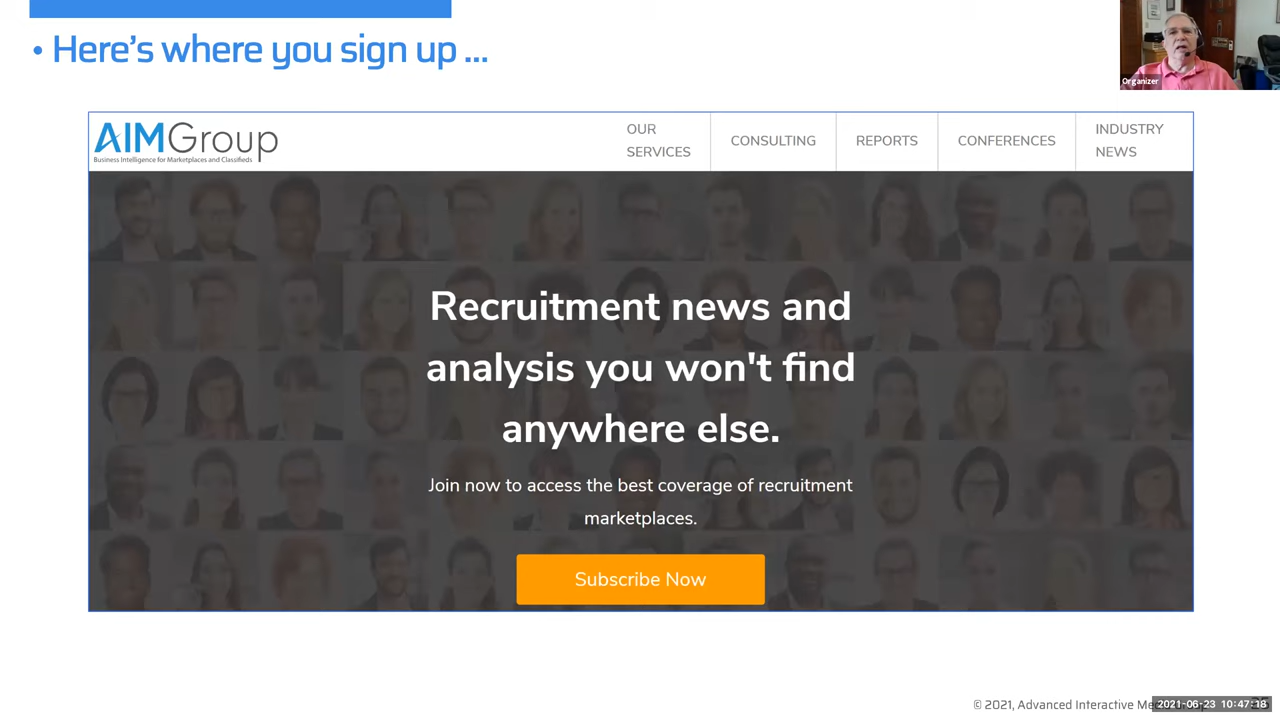 • Here's where you sign up ...
Organizer
AIMGroup
Business Intelligence for Marketplaces and Classifieds
OUR
SERVICES
CONSULTING
REPORTS
CONFERENCES
INDUSTRY
NEWS
Recruitment news and
analysis you won't find
anywhere else.
Join now to access the best coverage of recruitment
marketplaces.
Subscribe Now
© 2021, Advanced Interactive
2021-06-23 10:47:18